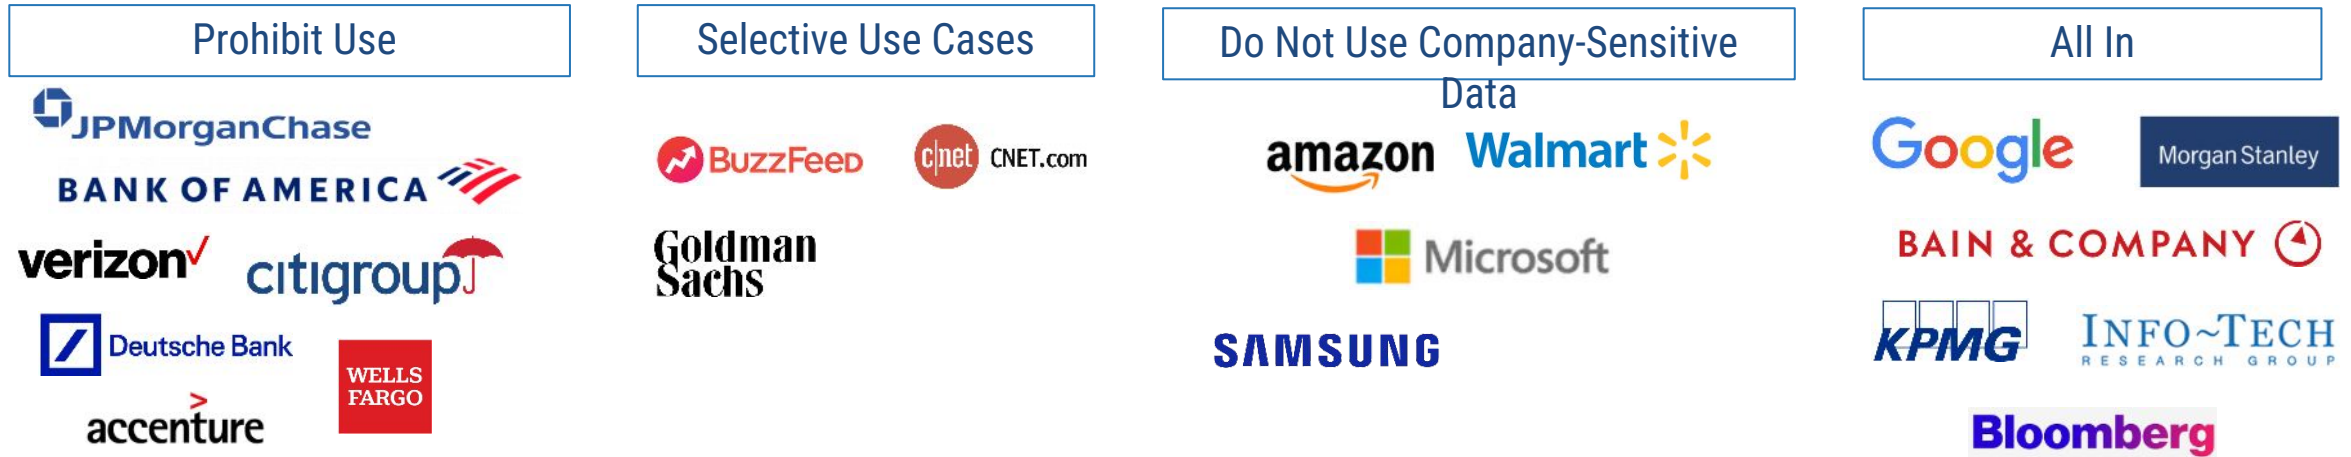 Prohibit Use
JPMorganChase
BANK OF AMERICA
verizon
citigroup
Deutsche Bank
WELLS
FARGO
accenture
Selective Use Cases
BuzzFeed
c|net CNET.com
Goldman
Sachs
Do Not Use Company-Sensitive
Data
amazon
Walmart
Microsoft
SAMSUNG
All In
Google
Morgan Stanley
BAIN & COMPANY
KPMG
INFO~TECH
RESEARCH GROUP
Bloomberg